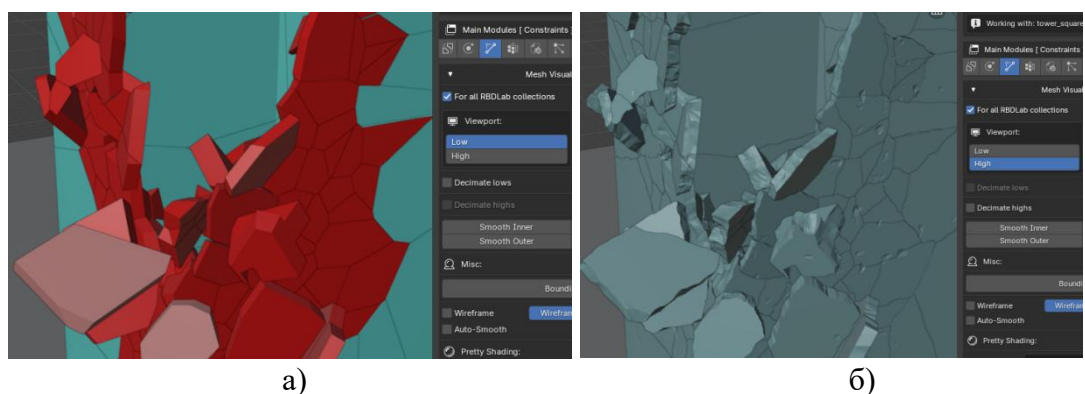 Main Modules [ Constraints ]
Mesh Visual
For all RBDLab collections
Viewport:
Low
High
Decimate lows
Decimate highs
Smooth Inner
Smooth Outer
Misc:
Boundi
Wireframe
Wirefran
Auto-Smooth
Pretty Shading:
а)
Working with: tower_square
Main Modules [ Constraints
Mesh Visual
For all RBDLab collections
Viewport:
Low
High
Decimate lows
Decimate highs
Smooth Inner
Smooth Outer
Misc:
Boundi
Wireframe
Wirefram
Auto-Smooth
Pretty Shading:
б)